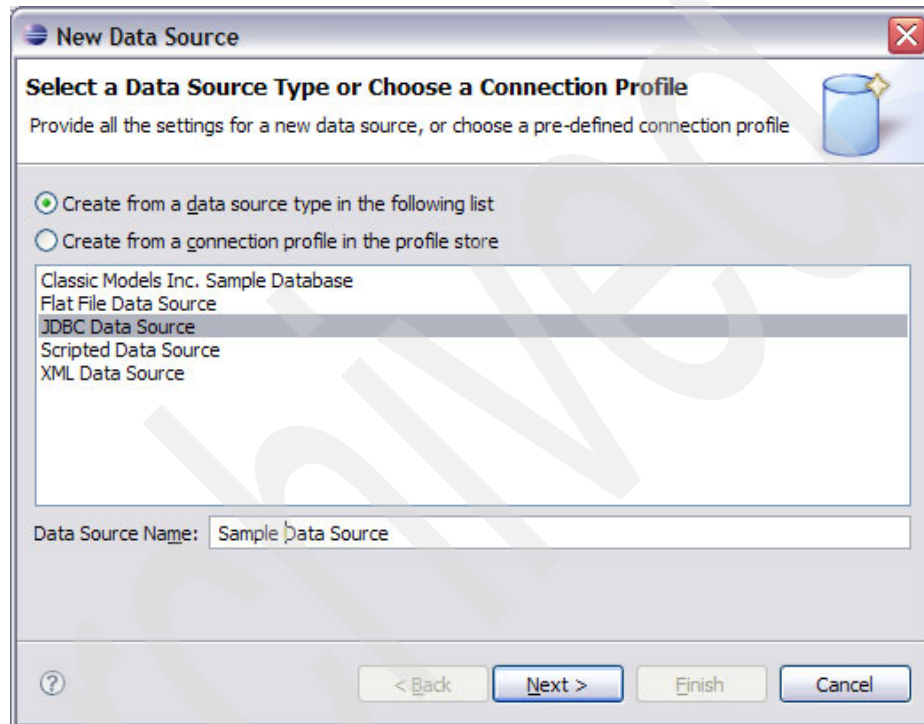 New Data Source
Select a Data Source Type or Choose a Connection Profile
Provide all the settings for a new data source, or choose a pre-defined connection profile
Create from a data source type in the following list
Create from a connection profile in the profile store
Classic Models Inc. Sample Database
Flat File Data Source
JDBC Data Source
Scripted Data Source
XML Data Source
Data Source Name: Sample Data Source
? < Back Next > Finish Cancel